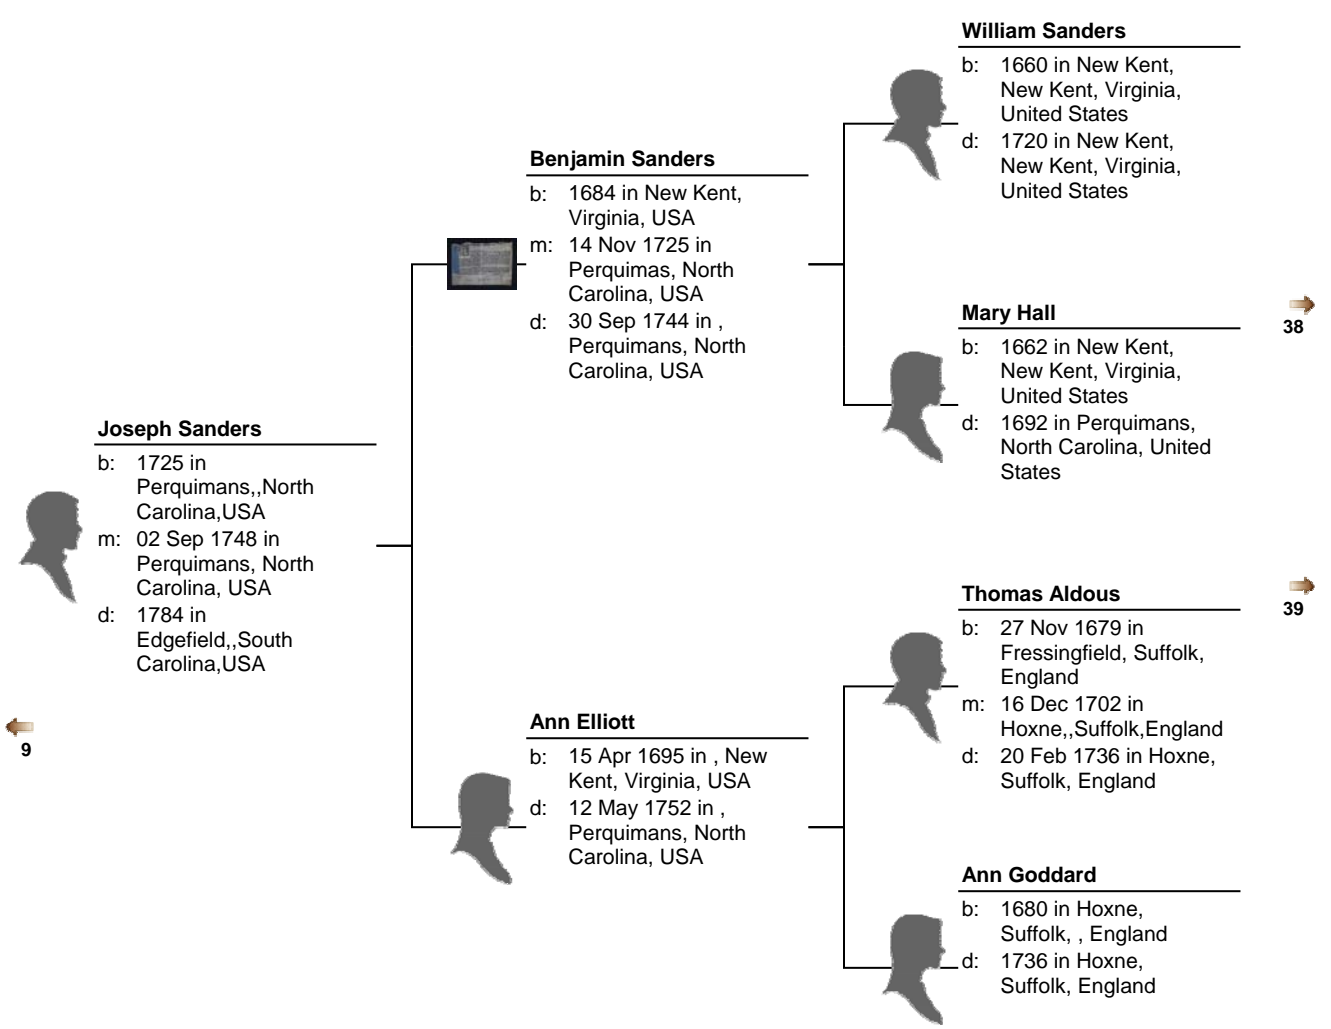 William Sanders
b: 1660 in New Kent,
New Kent, Virginia,
United States
d: 1720 in New Kent,
New Kent, Virginia,
United States
Benjamin Sanders
b: 1684 in New Kent,
Virginia, USA
m: 14 Nov 1725 in
Perquimas, North
Carolina, USA
d: 30 Sep 1744 in ,
Perquimans, North
Carolina, USA
Mary Hall
b: 1662 in New Kent,
New Kent, Virginia,
United States
d: 1692 in Perquimans,
North Carolina, United
States
38
Joseph Sanders
b: 1725 in
Perquimans,,North
Carolina,USA
m: 02 Sep 1748 in
Perquimans, North
Carolina, USA
d: 1784 in
Edgefield,,South
Carolina,USA
9
Thomas Aldous
b: 27 Nov 1679 in
Fressingfield, Suffolk,
England
m: 16 Dec 1702 in
Hoxne,,Suffolk,England
d: 20 Feb 1736 in Hoxne,
Suffolk, England
39
Ann Elliott
b: 15 Apr 1695 in , New
Kent, Virginia, USA
d: 12 May 1752 in ,
Perquimans, North
Carolina, USA
Ann Goddard
b: 1680 in Hoxne,
Suffolk, , England
d: 1736 in Hoxne,
Suffolk, England